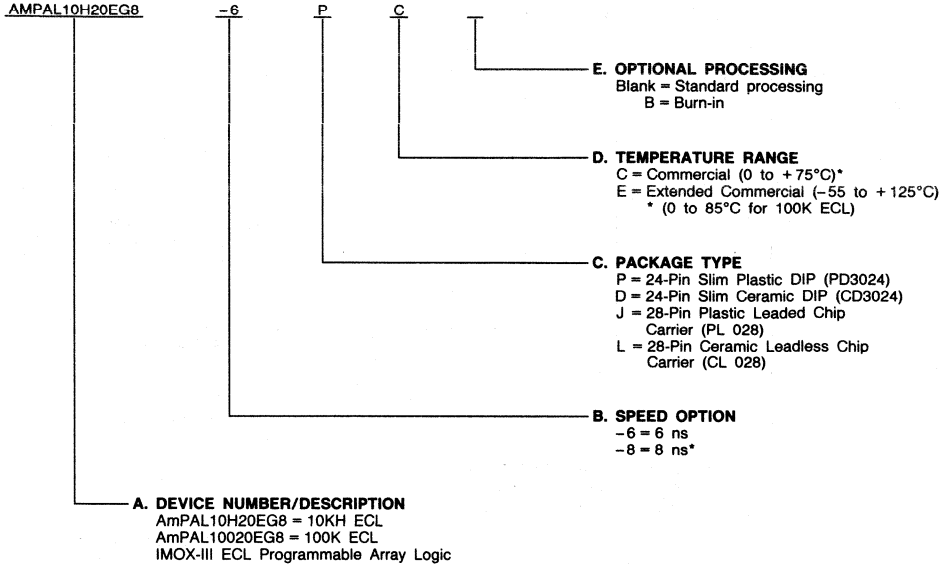 AMPAL10H20EG8 -6 P C _
E. OPTIONAL PROCESSING
Blank = Standard processing
B = Burn-in
D. TEMPERATURE RANGE
C = Commercial (0 to +75°C)*
E = Extended Commercial (-55 to +125°C)
* (0 to 85°C for 100K ECL)
C. PACKAGE TYPE
P = 24-Pin Slim Plastic DIP (PD3024)
D = 24-Pin Slim Ceramic DIP (CD3024)
J = 28-Pin Plastic Leaded Chip
Carrier (PL 028)
L = 28-Pin Ceramic Leadless Chip
Carrier (CL 028)
B. SPEED OPTION
-6 = 6 ns
-8 = 8 ns*
A. DEVICE NUMBER/DESCRIPTION
AmPAL10H20EG8 = 10KH ECL
AmPAL10020EG8 = 100K ECL
IMOX-III ECL Programmable Array Logic